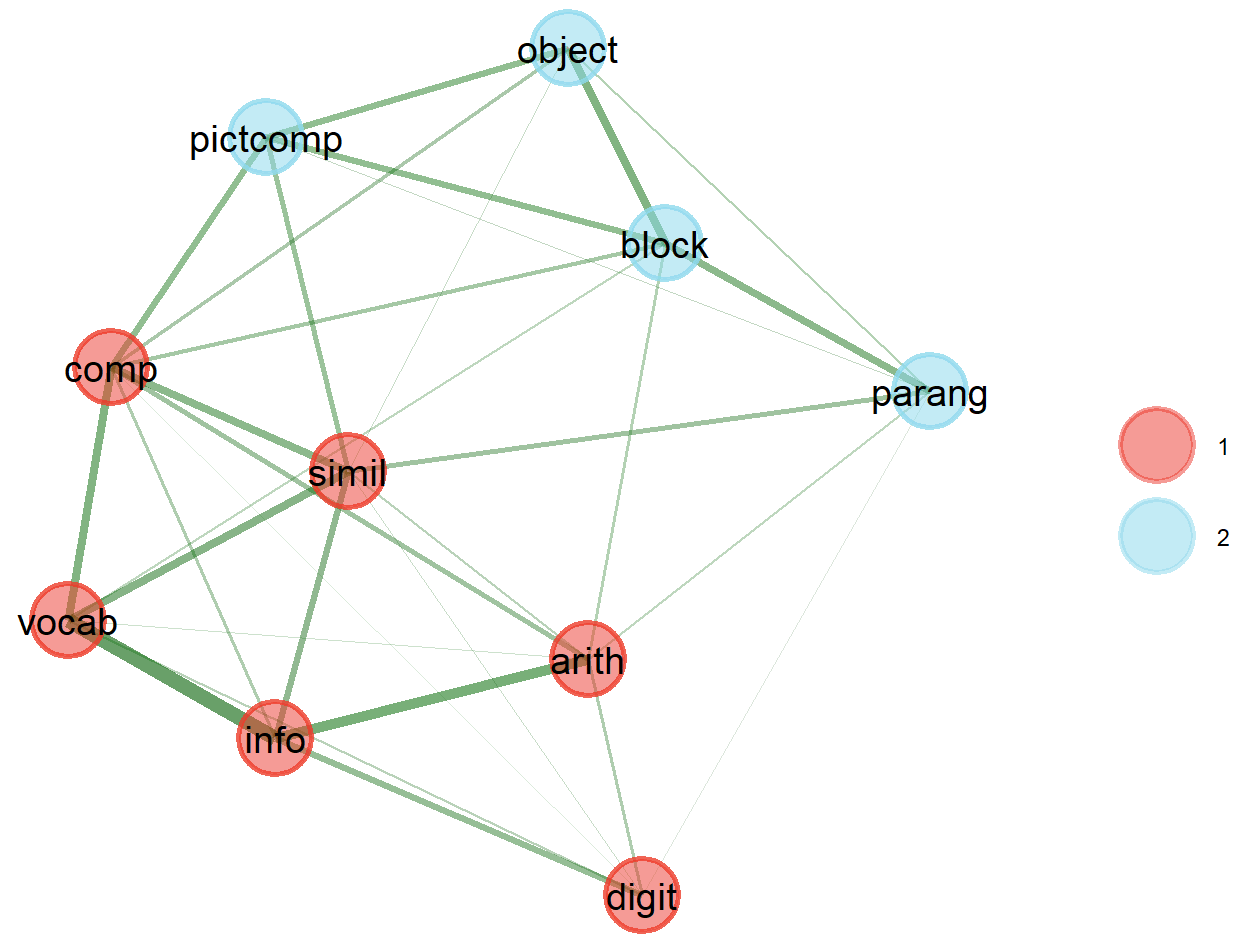 object
pictcomp
block
comp
parang
simil
vocab
arith
info
digit
1
2